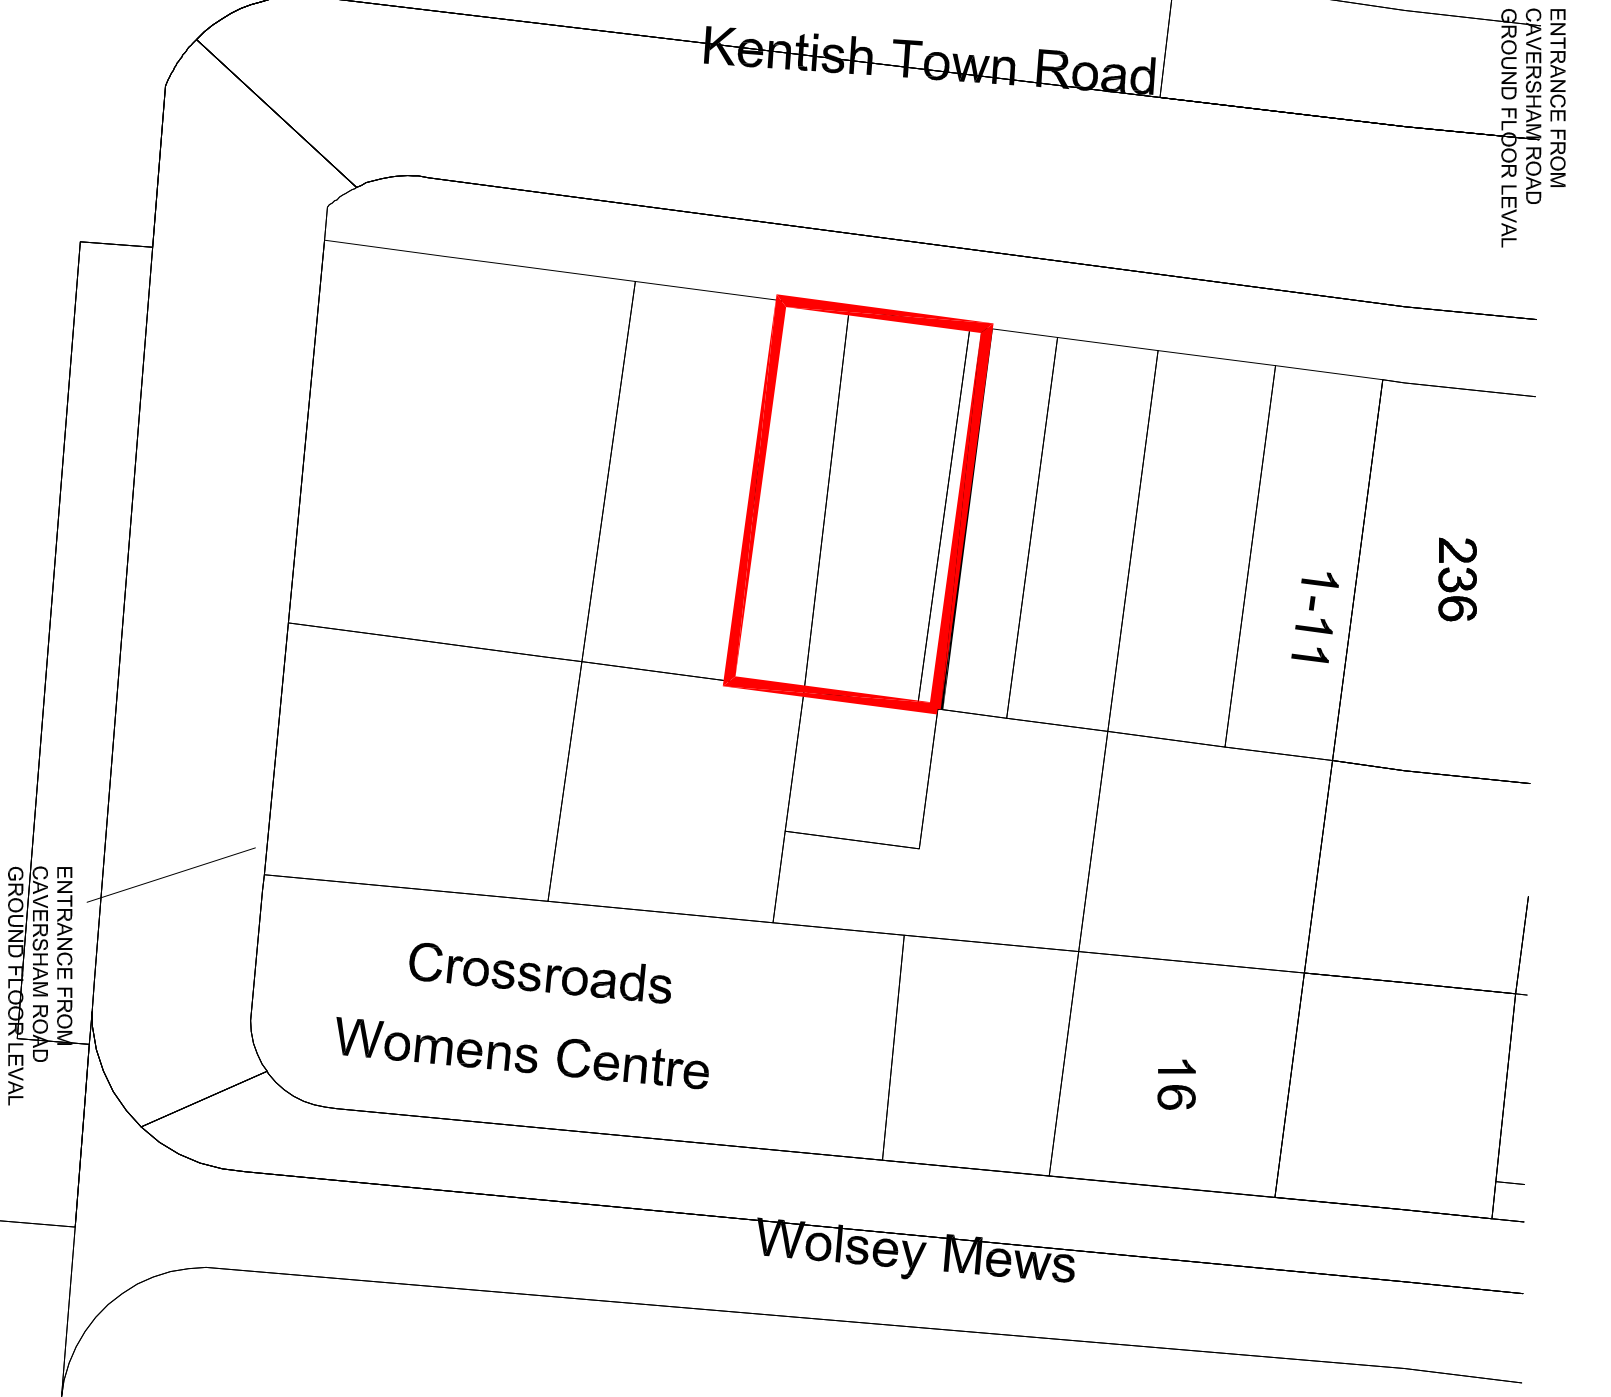 Kentish Town Road
ENTRANCE FROM
CAVERSHAM ROAD
GROUND FLOOR LEVAL
236
1-11
ENTRANCE FROM
CAVERSHAM ROAD
GROUND FLOOR LEVAL
Crossroads
Womens Centre
16
Wolsey Mews